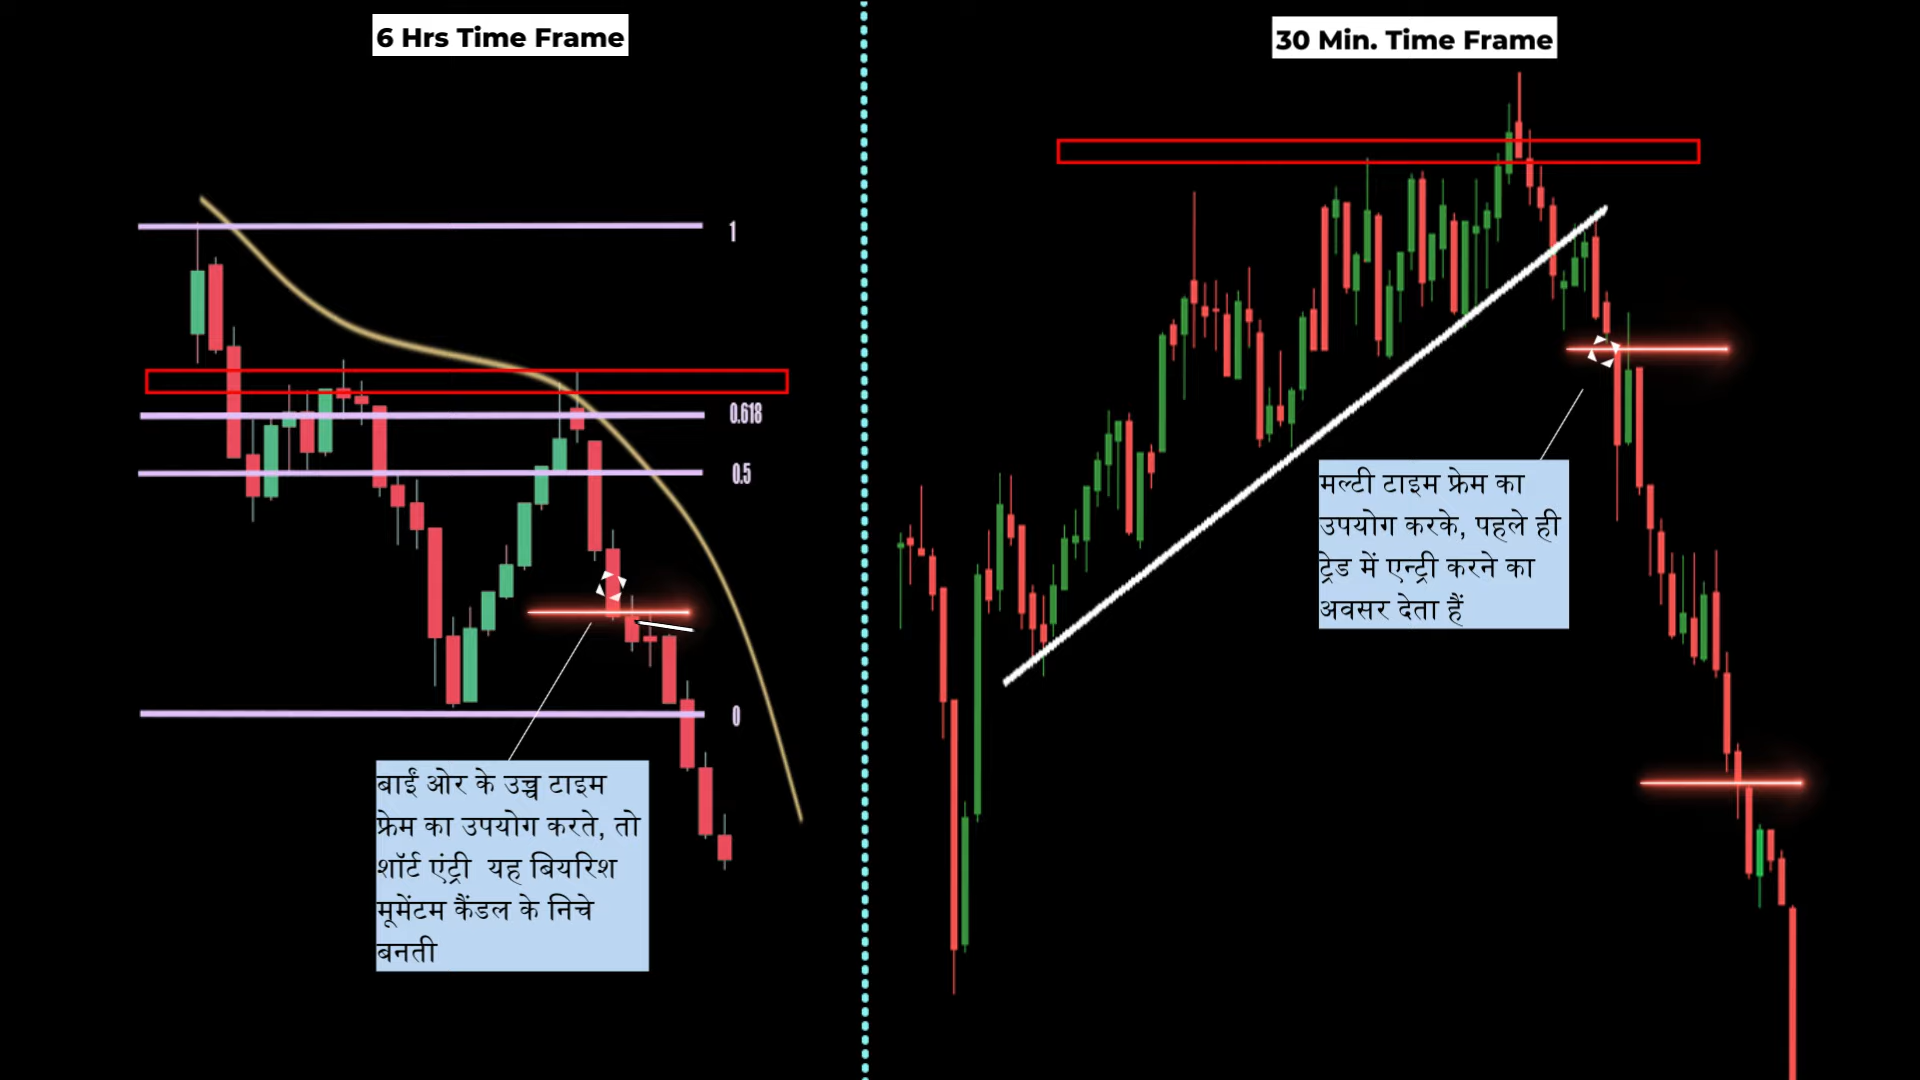 6 Hrs Time Frame
30 Min. Time Frame
1
0.618
0.5
0
मल्टी टाइम फ्रेम का
उपयोग करके, पहले ही
ट्रेड में एन्ट्री करने का
अवसर देता हैं
बाईं ओर के उच्च टाइम
फ्रेम का उपयोग करते, तो
शॉर्ट एंट्री यह बियरिश
मूमेंटम कैंडल के निचे
बनती